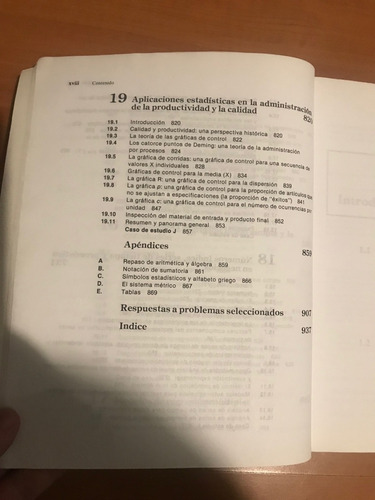 xviii Contenido
19 Aplicaciones estadísticas en la administración
de la productividad y la calidad
19.1 Introducción 820
19.2 Calidad y productividad: una perspectiva histórica 820
19.3 La teoría de las gráficas de control 822
19.4 Los catorce puntos de Deming: una teoría de la administración
por procesos 824
19.5 La gráfica de corridas: una gráfica de control para una secuencia de
valores X individuales 828
19.6 Gráficas de control para la media (X) 834
19.7 La gráfica R; una gráfica de control para la dispersión 839
19.8 La gráfica p; una gráfica de control para la proporción de artículos que
no se ajustan a especificaciones (la proporción de "éxitos") 841
19.9 La gráfica c; una gráfica de control para el número de ocurrencias por
unidad 847
19.10 Inspección del material de entrada y producto final 852
19.11 Resumen y panorama general 853
Caso de estudio J 857
Apéndices 859
A Repaso de aritmética y álgebra 859
B. Notación de sumatoria 861
C. Símbolos estadísticos y alfabeto griego 866
D. El sistema métrico 867
E. Tablas 869
Respuestas a problemas seleccionados 907
Indice 937